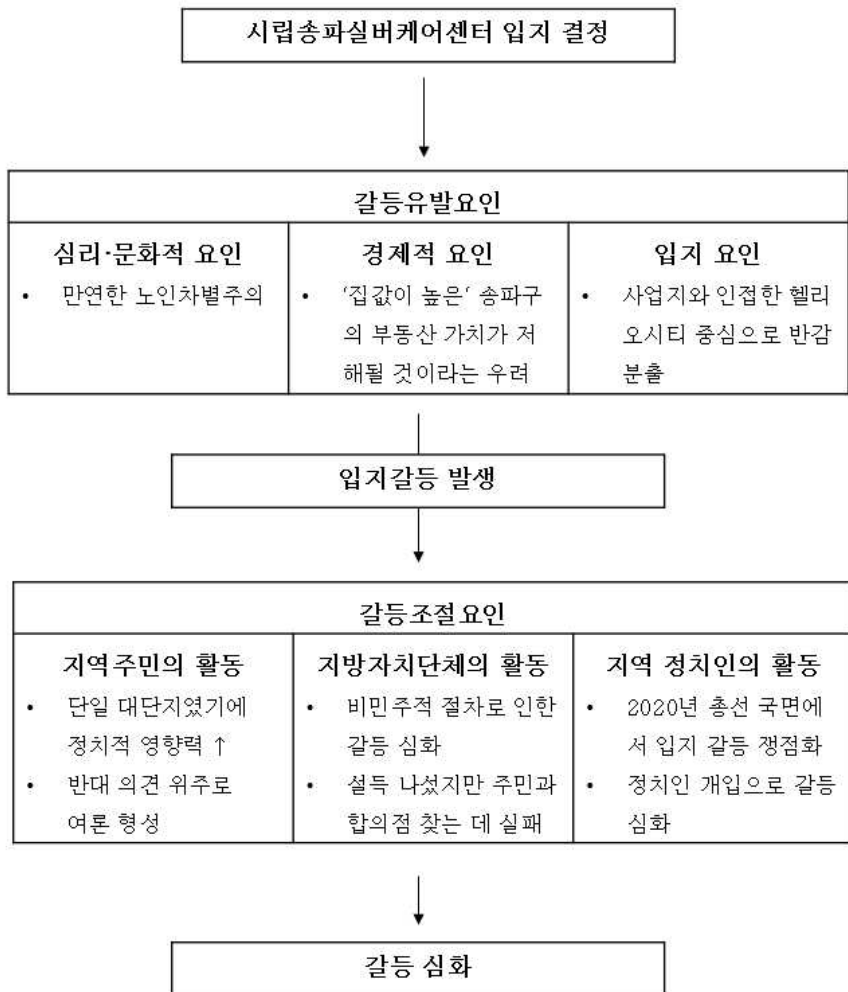 시립송파실버케어센터 입지 결정
갈등유발요인
심리·문화적 요인
• 만연한 노인차별주의
경제적 요인
• '집값이 높은' 송파구
의 부동산 가치가 저
해될 것이라는 우려
입지 요인
• 사업지와 인접한 헬리
오시티 중심으로 반감
분출
입지갈등 발생
갈등조절요인
지역주민의 활동
• 단일 대단지였기에
정치적 영향력 ↑
• 반대 의견 위주로
여론 형성
지방자치단체의 활동
• 비민주적 절차로 인한
갈등 심화
• 설득 나섰지만 주민과
합의점 찾는 데 실패
지역 정치인의 활동
• 2020년 총선 국면에
서 입지 갈등 쟁점화
• 정치인 개입으로 갈등
심화
갈등 심화